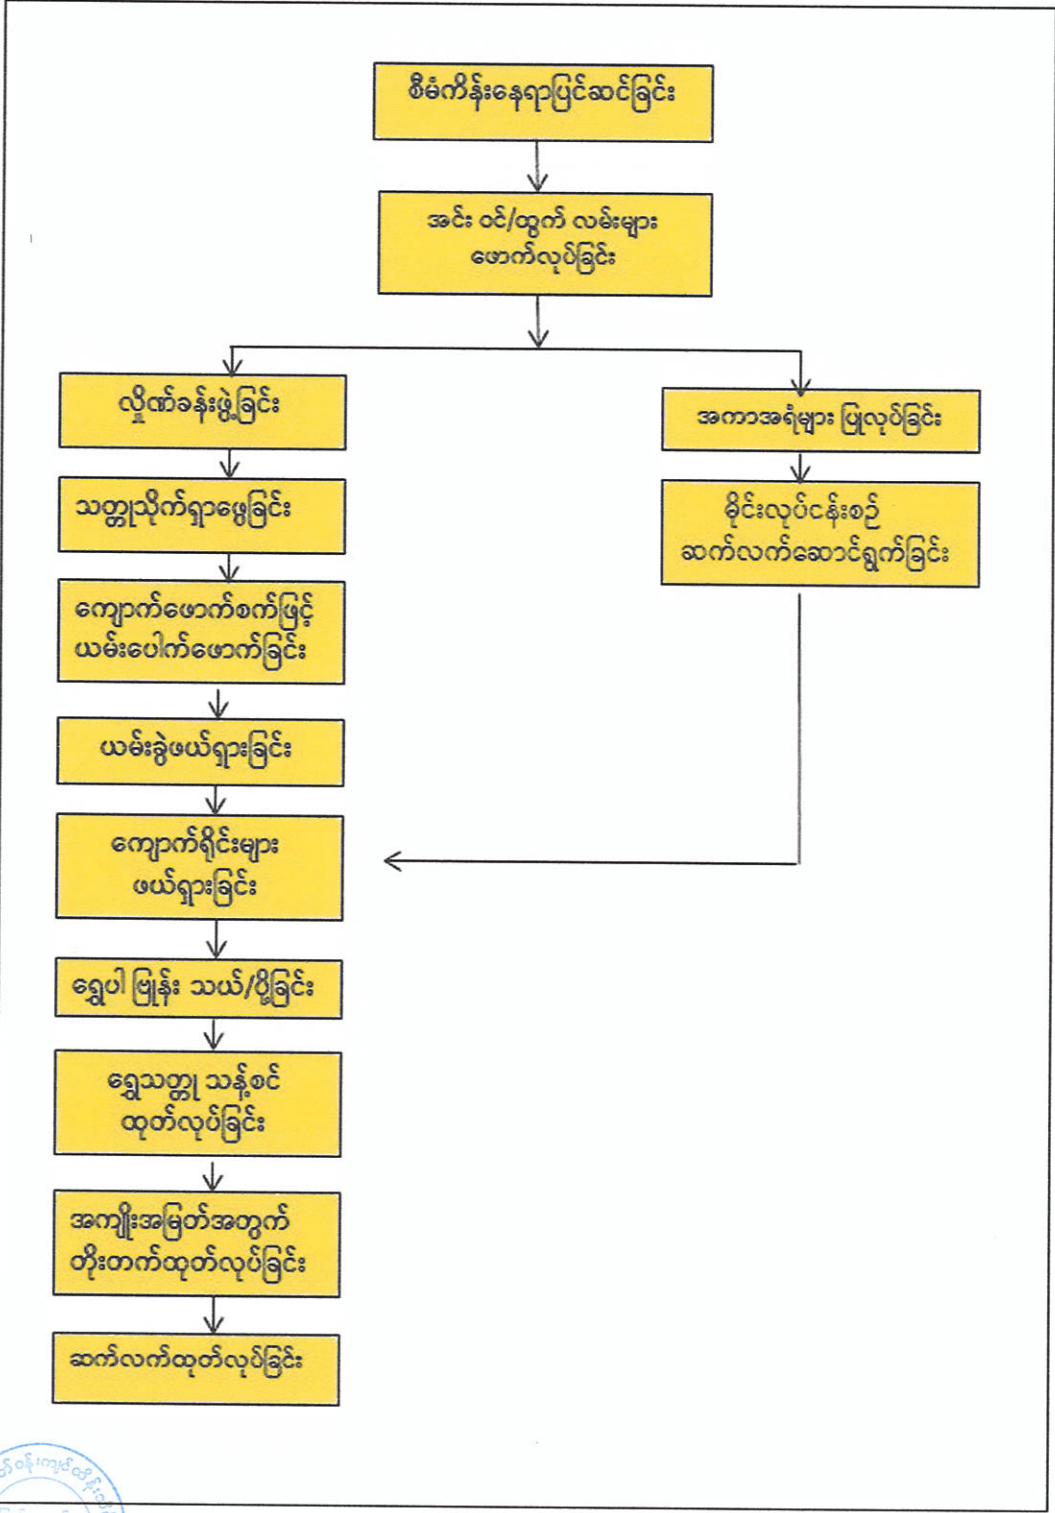 စီမံကိန်းနေရာပြင်ဆင်ခြင်း
အင်း ဝင်/ထွက် လမ်းများ
ဖောက်လုပ်ခြင်း
လှိုဏ်ခန်းဖွဲ့ခြင်း
သတ္တုသိုက်ရှာဖွေခြင်း
ကျောက်ဖောက်စက်ဖြင့်
ယမ်းပေါက်ဖောက်ခြင်း
ယမ်းခွဲဖယ်ရှားခြင်း
ကျောက်ရိုင်းများ
ဖယ်ရှားခြင်း
ရွှေပါ မြုန်း သယ်/ပို့ခြင်း
ရွှေသတ္တု သန့်စင်
ထုတ်လုပ်ခြင်း
အကျိုးအမြတ်အတွက်
တိုးတက်ထုတ်လုပ်ခြင်း
ဆက်လက်ထုတ်လုပ်ခြင်း
အကာအရံများ ပြုလုပ်ခြင်း
မိုင်းလုပ်ငန်းစဉ်
ဆက်လက်ဆောင်ရွက်ခြင်း